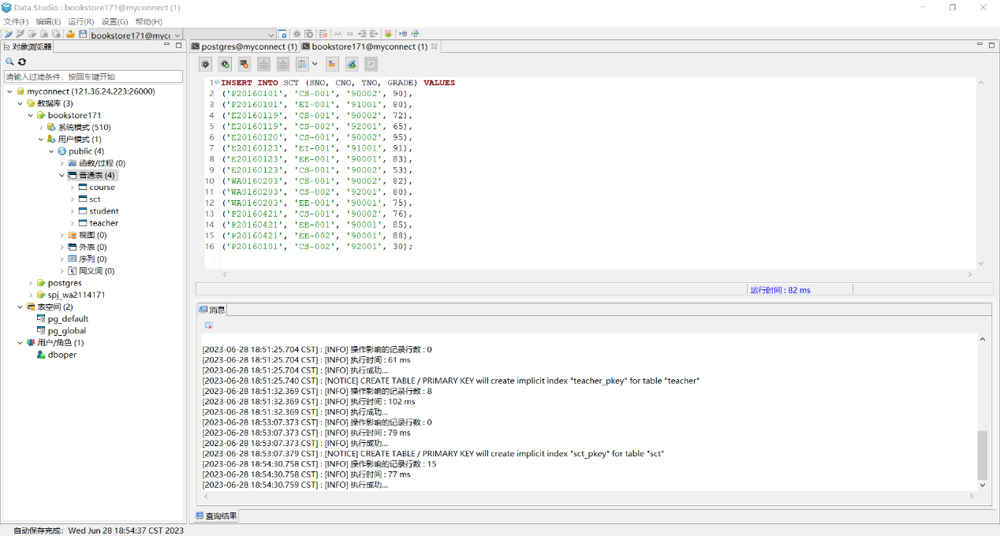 Data Studio : bookstore171@myconnect (1)
文件(F) 编辑(E) 运行(R) 设置(G) 帮助(H)
bookstore171@mycc
对象浏览器
postgres@myconnect (1) bookstore171@myconnect (1)
请输入过滤条件，按回车键开始
myconnect (121.36.24.223:26000)
数据库 (3)
bookstore171
系统模式 (510)
用户模式 (1)
public (4)
函数/过程 (0)
普通表 (4)
course
sct
student
teacher
视图 (0)
外表 (0)
序列 (0)
同义词 (0)
postgres
spj_wa2114171
表空间 (2)
pg_default
pg_global
用户/角色 (1)
dboper
1 INSERT INTO SCT (SNO, CNO, TNO, GRADE) VALUES
2 ('P20160101', 'CS-001', '90002', 90),
3 ('P20160101', 'EI-001', '91001', 80),
4 ('E20160119', 'CS-001', '90002', 72),
5 ('E20160119', 'CS-002', '92001', 65),
6 ('E20160120', 'CS-001', '90002', 95),
7 ('E20160123', 'EI-001', '91001', 91),
8 ('E20160123', 'EE-001', '90001', 83),
9 ('E20160123', 'CS-001', '90002', 53),
10 ('WA0160203', 'CS-001', '90002', 82),
11 ('WA0160203', 'CS-002', '92001', 80),
12 ('WA0160203', 'EE-001', '90001', 75),
13 ('P20160421', 'CS-001', '90002', 76),
14 ('P20160421', 'EE-001', '90001', 85),
15 ('P20160421', 'EE-002', '90001', 88),
16 ('P20160101', 'CS-002', '92001', 30);
运行时间 : 82 ms
消息
[2023-06-28 18:51:25.704 CST] : [INFO] 操作影响的记录行数 : 0
[2023-06-28 18:51:25.704 CST] : [INFO] 执行时间 : 61 ms
[2023-06-28 18:51:25.704 CST] : [INFO] 执行成功...
[2023-06-28 18:51:25.740 CST] : [NOTICE] CREATE TABLE / PRIMARY KEY will create implicit index "teacher_pkey" for table "teacher"
[2023-06-28 18:51:32.369 CST] : [INFO] 操作影响的记录行数 : 8
[2023-06-28 18:51:32.369 CST] : [INFO] 执行时间 : 102 ms
[2023-06-28 18:51:32.369 CST] : [INFO] 执行成功...
[2023-06-28 18:53:07.373 CST] : [INFO] 操作影响的记录行数 : 0
[2023-06-28 18:53:07.373 CST] : [INFO] 执行时间 : 79 ms
[2023-06-28 18:53:07.373 CST] : [INFO] 执行成功...
[2023-06-28 18:53:07.379 CST] : [NOTICE] CREATE TABLE / PRIMARY KEY will create implicit index "sct_pkey" for table "sct"
[2023-06-28 18:54:30.758 CST] : [INFO] 操作影响的记录行数 : 15
[2023-06-28 18:54:30.758 CST] : [INFO] 执行时间 : 77 ms
[2023-06-28 18:54:30.759 CST] : [INFO] 执行成功...
查询结果
自动保存完成: Wed Jun 28 18:54:37 CST 2023